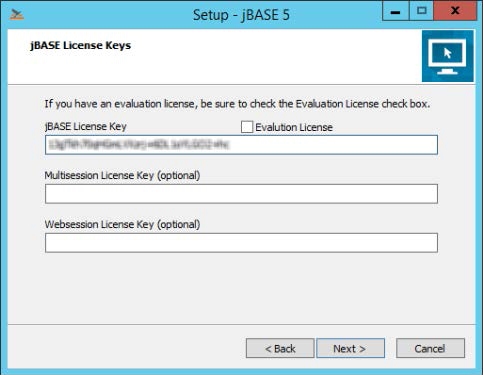 Setup - jBASE 5
jBASE License Keys
If you have an evaluation license, be sure to check the Evaluation License check box.
jBASE License Key
Evalution License
Multisession License Key (optional)
Websession License Key (optional)
< Back
Next >
Cancel